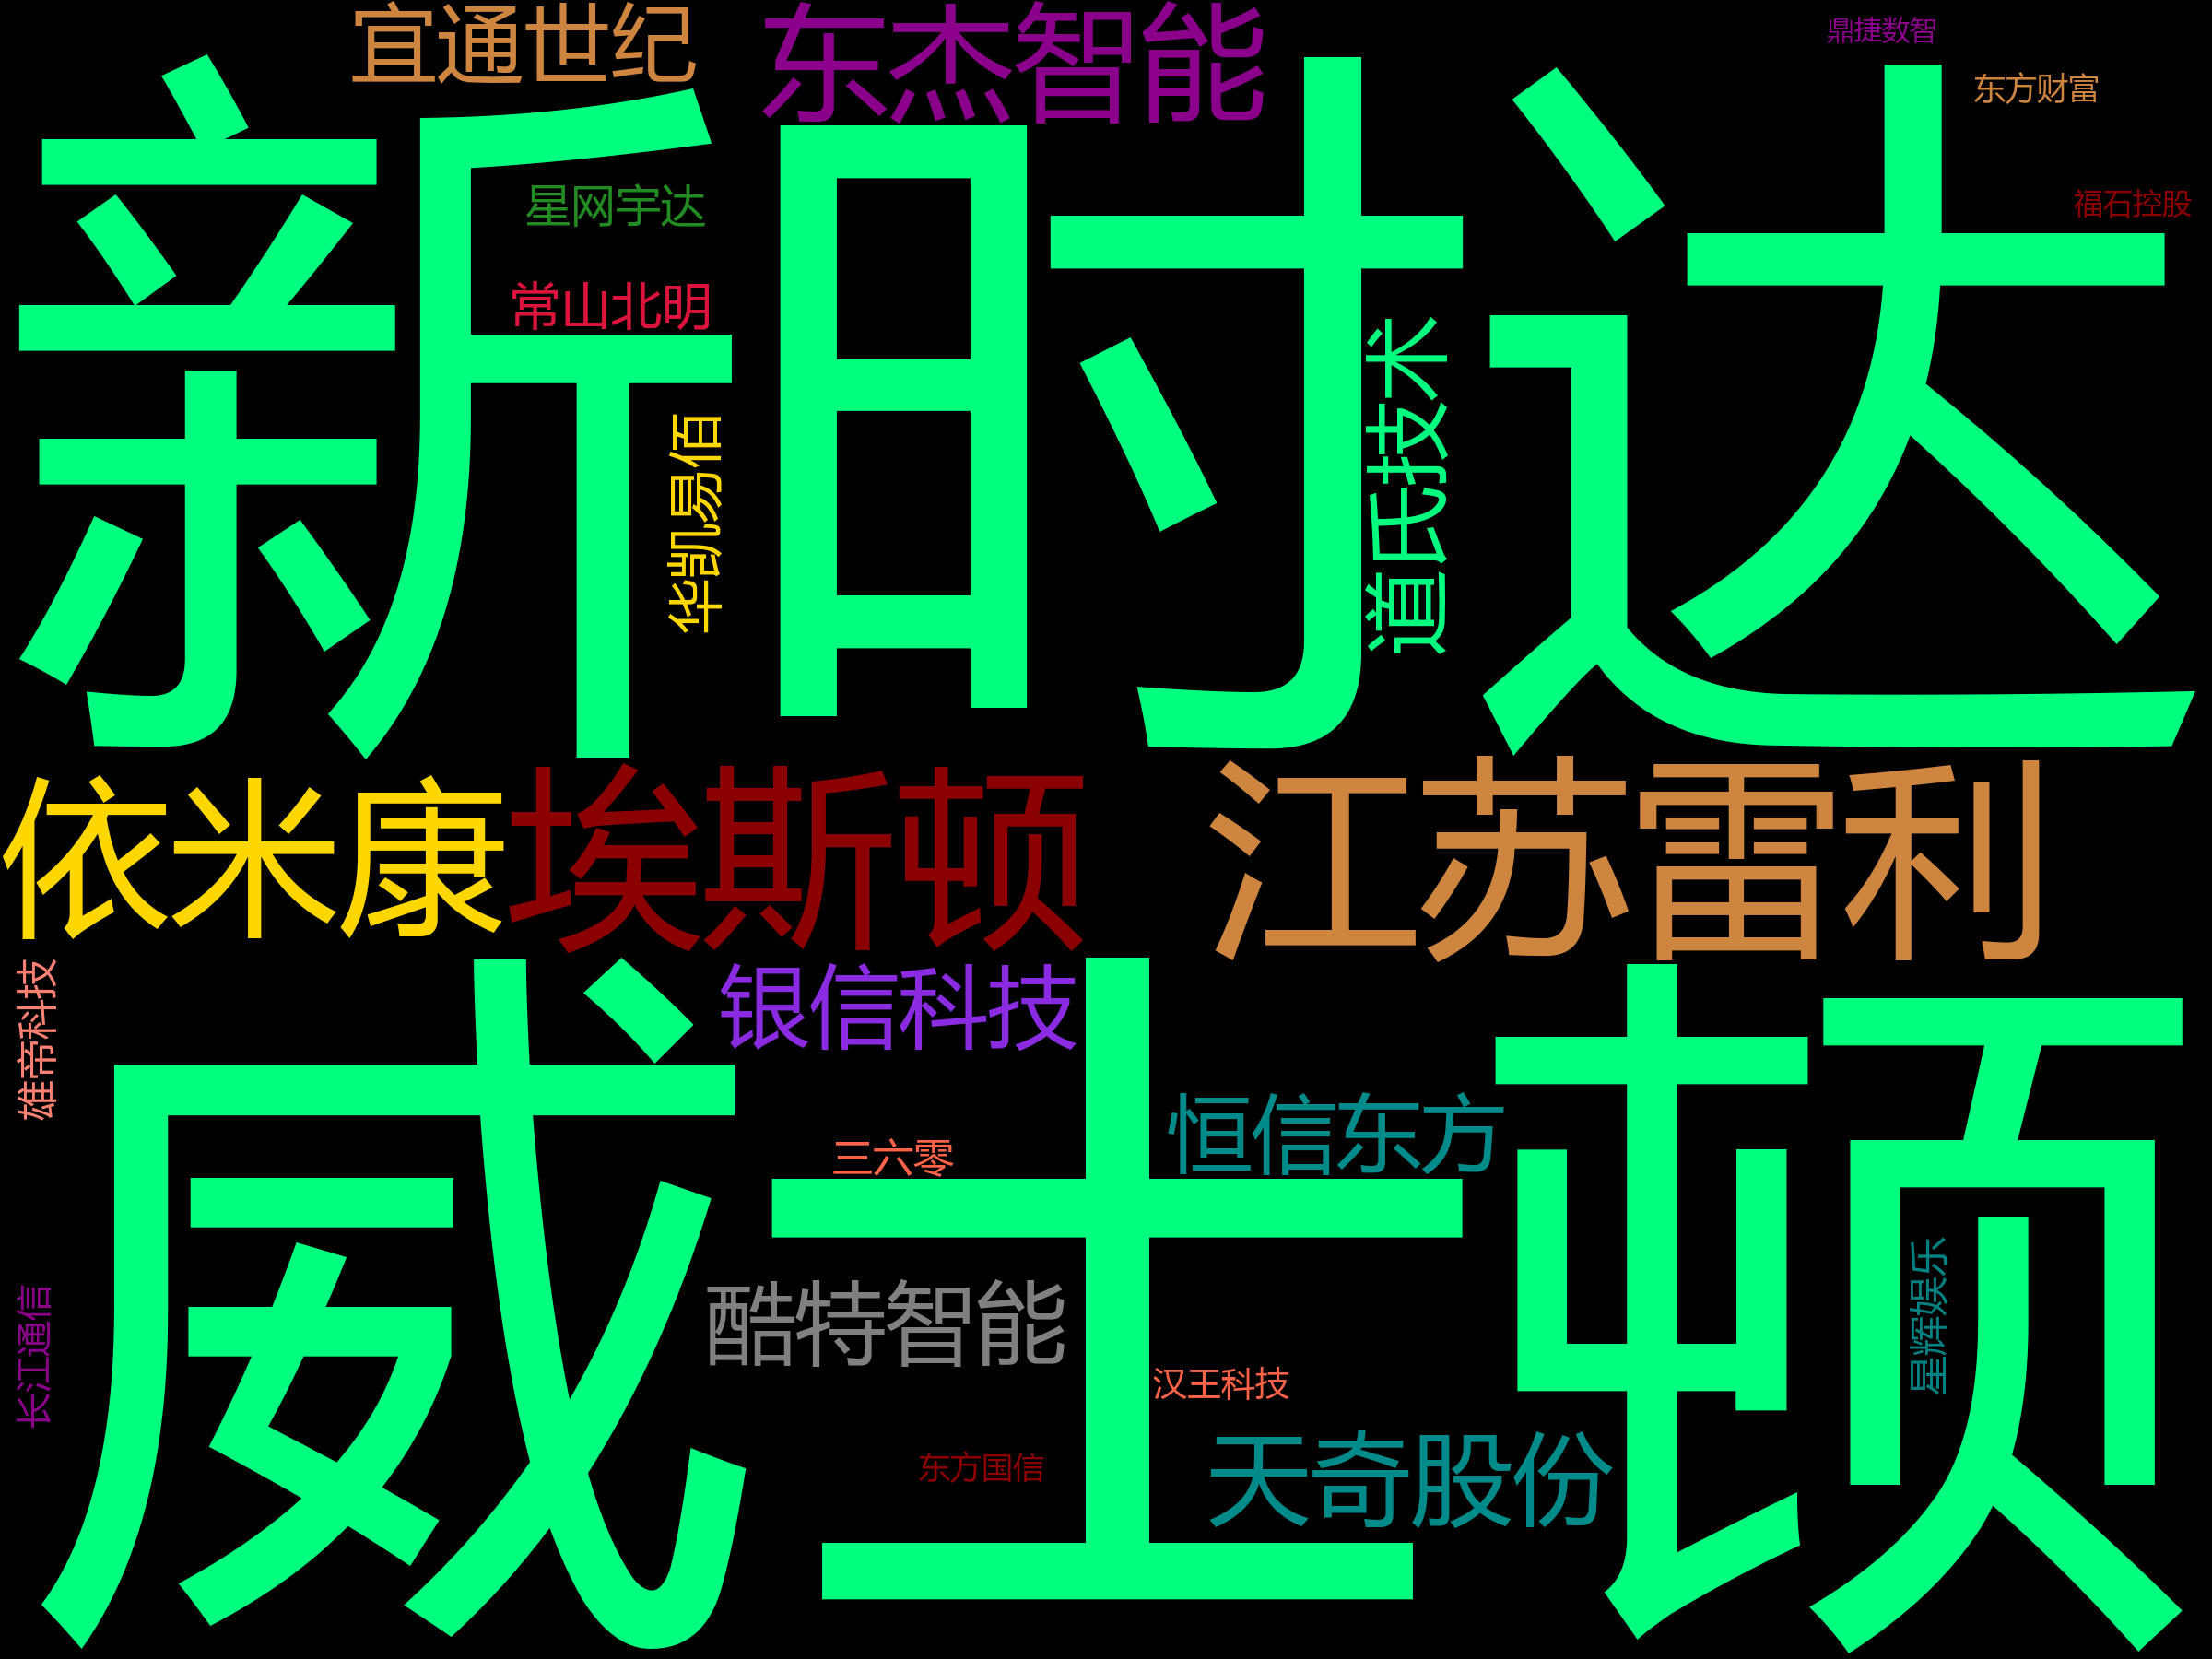 宜通世纪
东杰智能
鼎捷数智
东方财富
新时达
星网宇达
福石控股
常山北明
华凯易佰
道氏技术
依米康
埃斯顿
江苏雷利
雄帝科技
银信科技
威士顿
恒信东方
三六零
星辉娱乐
酷特智能
长江通信
汉王科技
天奇股份
东方国信